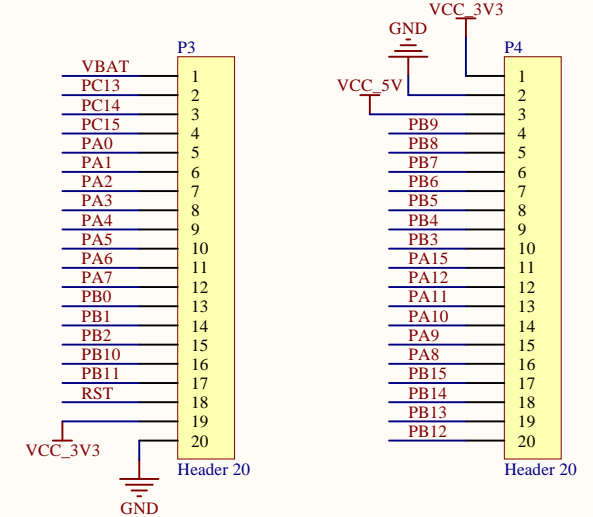 VCC_3V3
GND
P3
P4
VBAT 1
PC13 2
PC14 3
PC15 4
PA0 5
PA1 6
PA2 7
PA3 8
PA4 9
PA5 10
PA6 11
PA7 12
PB0 13
PB1 14
PB2 15
PB10 16
PB11 17
RST 18
19
20
VCC_3V3
Header 20
GND
1
2
VCC_5V 3
PB9 4
PB8 5
PB7 6
PB6 7
PB5 8
PB4 9
PB3 10
PA15 11
PA12 12
PA11 13
PA10 14
PA9 15
PA8 16
PB15 17
PB14 18
PB13 19
PB12 20
Header 20